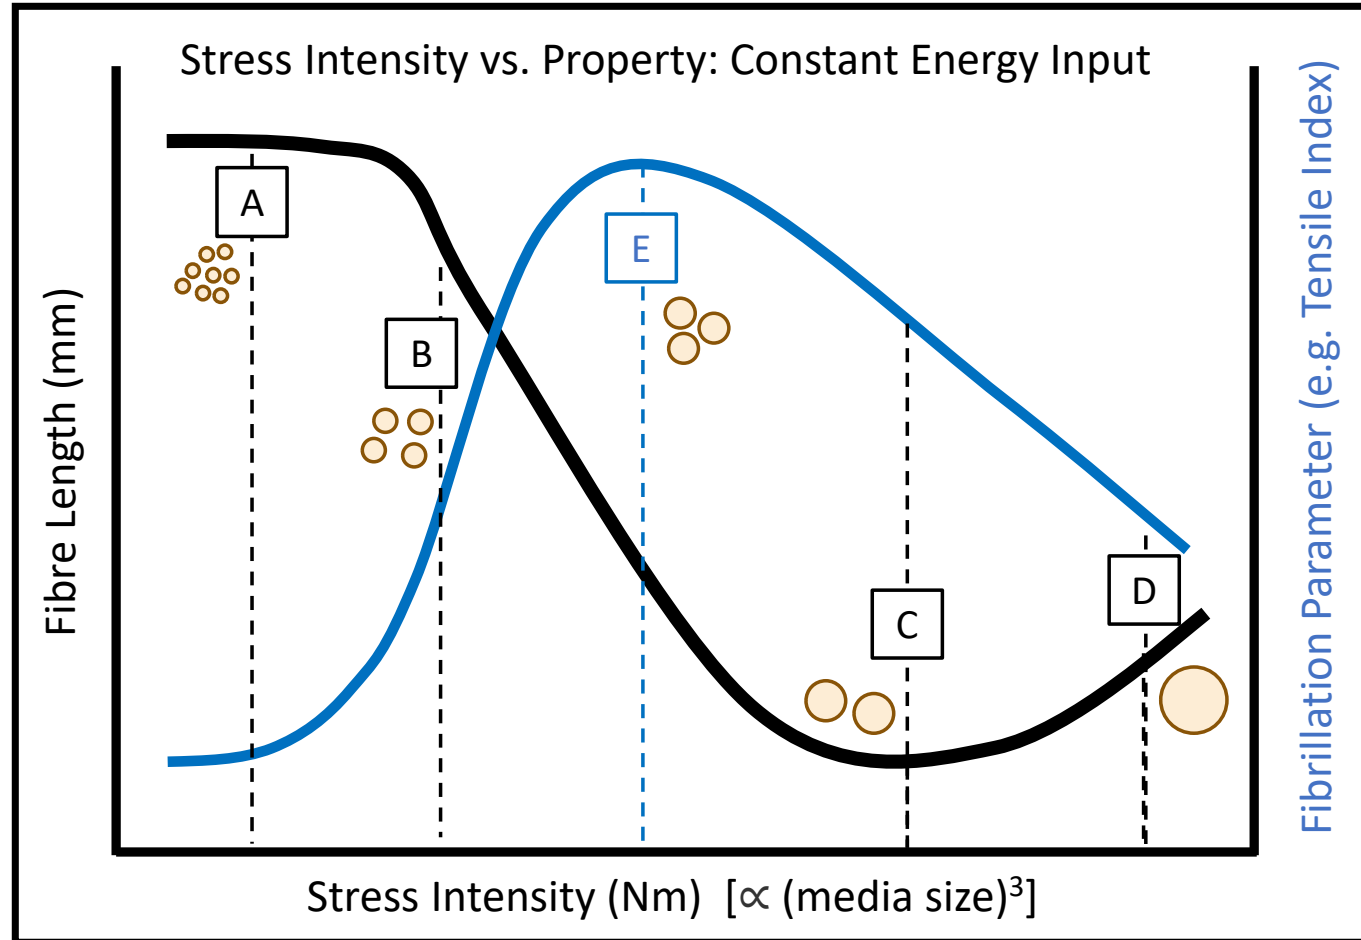 Stress Intensity vs. Property: Constant Energy Input
Fibre Length (mm)
A
B
E
C
D
Fibrillation Parameter (e.g. Tensile Index)
Stress Intensity (Nm) [∝ (media size)³]